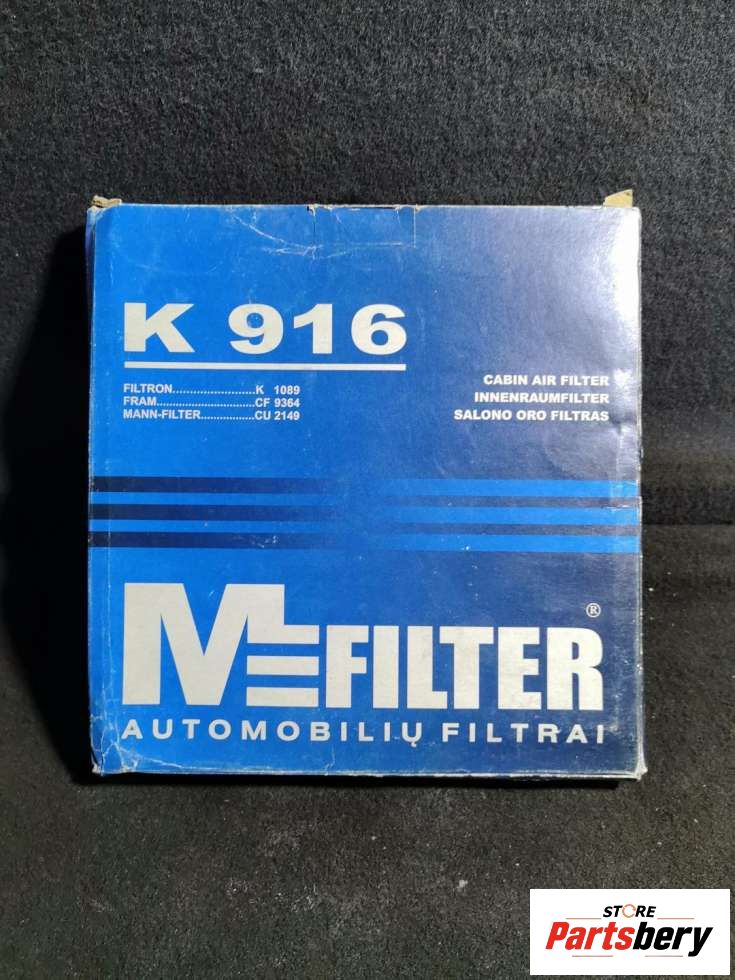 K 916
FILTRON........................K 1089
FRAM.............................CF 9364
MANN-FILTER................CU 2149
CABIN AIR FILTER
INNENRAUMFILTER
SALONO ORO FILTRAS
MFILTER®
AUTOMOBILIŲ FILTRAI
STORE
Partsbery